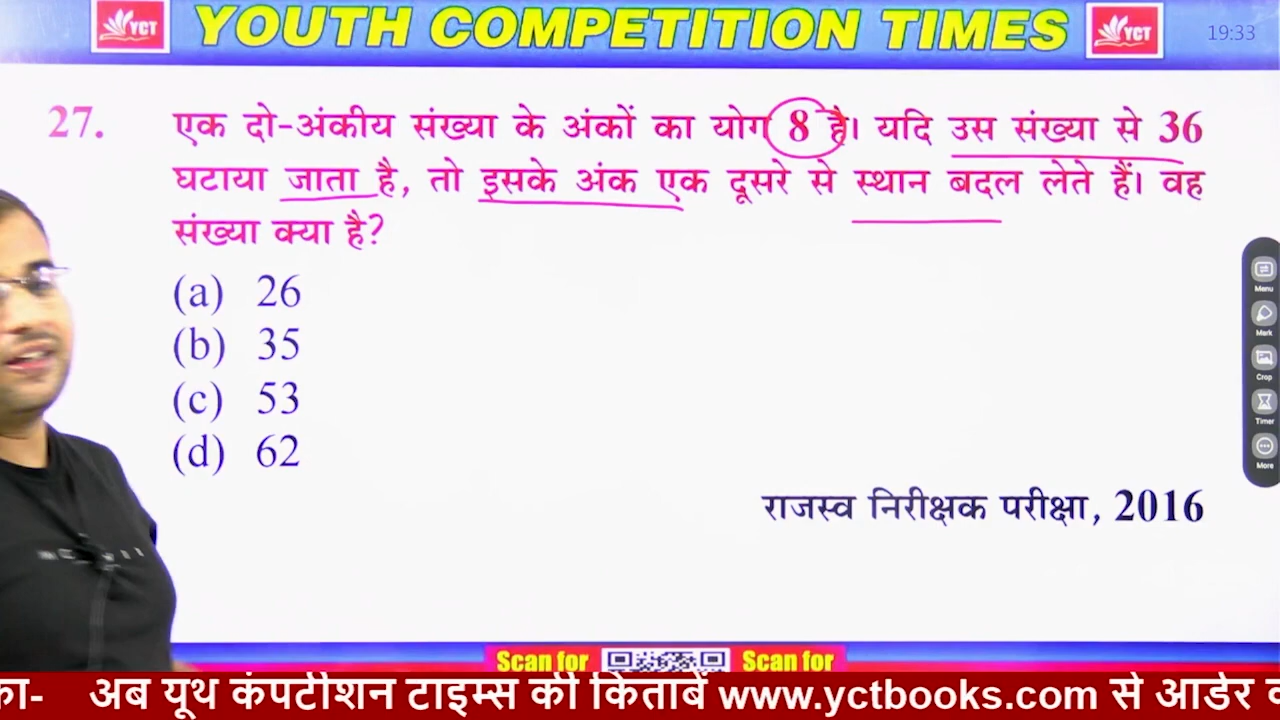 YCT
YOUTH COMPETITION TIMES
YCT
19:33
27. एक दो-अंकीय संख्या के अंकों का योग 8 है। यदि उस संख्या से 36
घटाया जाता है, तो इसके अंक एक दूसरे से स्थान बदल लेते हैं। वह
संख्या क्या है?
(a) 26
(b) 35
(c) 53
(d) 62
राजस्व निरीक्षक परीक्षा, 2016
Menu
Mark
Crop
Timer
More
Scan for
Scan for
का- अब यूथ कंपटीशन टाइम्स की किताबें www.yctbooks.com से आर्डर